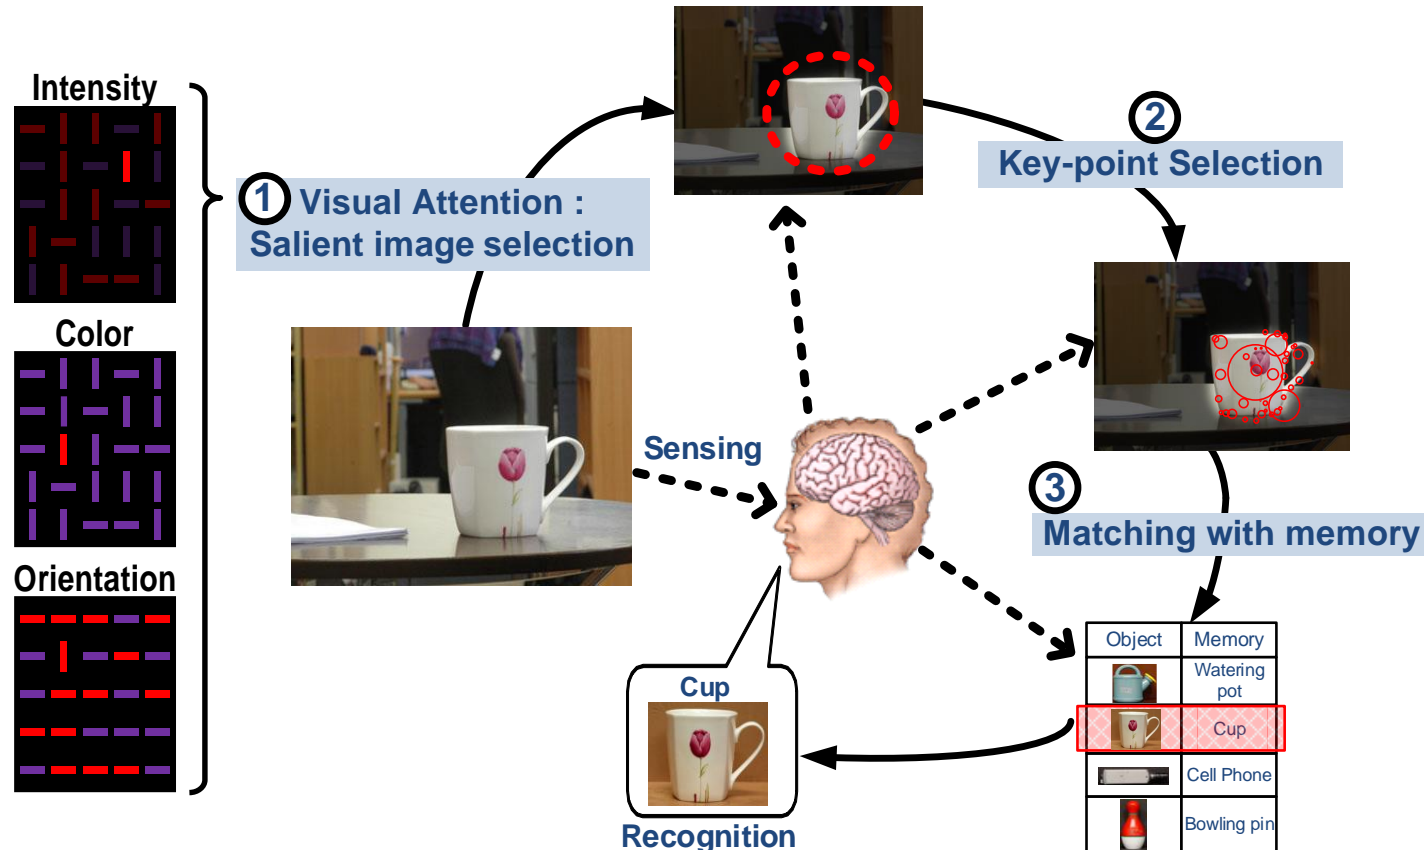 Intensity
Color
Orientation
1 Visual Attention :
Salient image selection
2
Key-point Selection
Sensing
3
Matching with memory
Object Memory
Watering
pot
Cup
Cell Phone
Bowling pin
Cup
Recognition